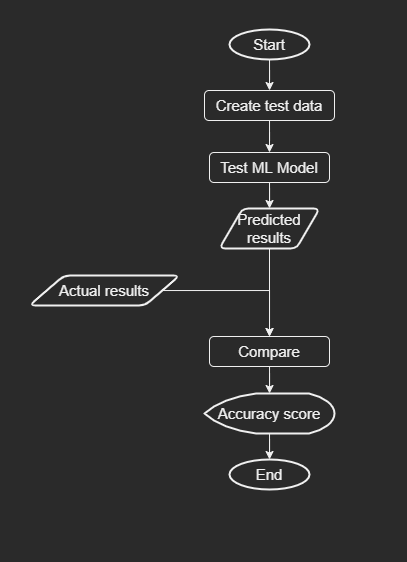 Start
Create test data
Test ML Model
Predicted
results
Actual results
Compare
Accuracy score
End